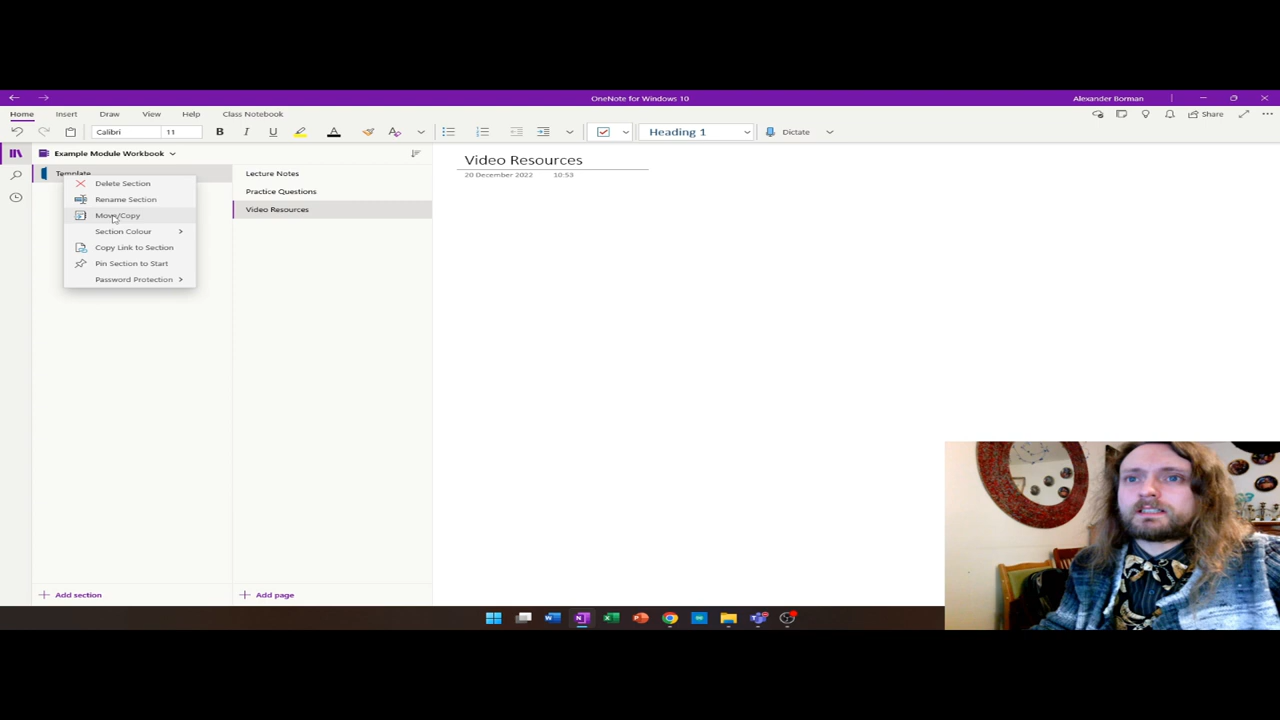 OneNote for Windows 10
Alexander Borman
Home Insert Draw View Help Class Notebook
Share
Calibri 11 B I U A Heading 1 Dictate
Example Module Workbook
Template
Delete Section
Rename Section
Move/Copy
Section Colour
Copy Link to Section
Pin Section to Start
Password Protection
Lecture Notes
Practice Questions
Video Resources
Video Resources
20 December 2022 10:53
Add section
Add page